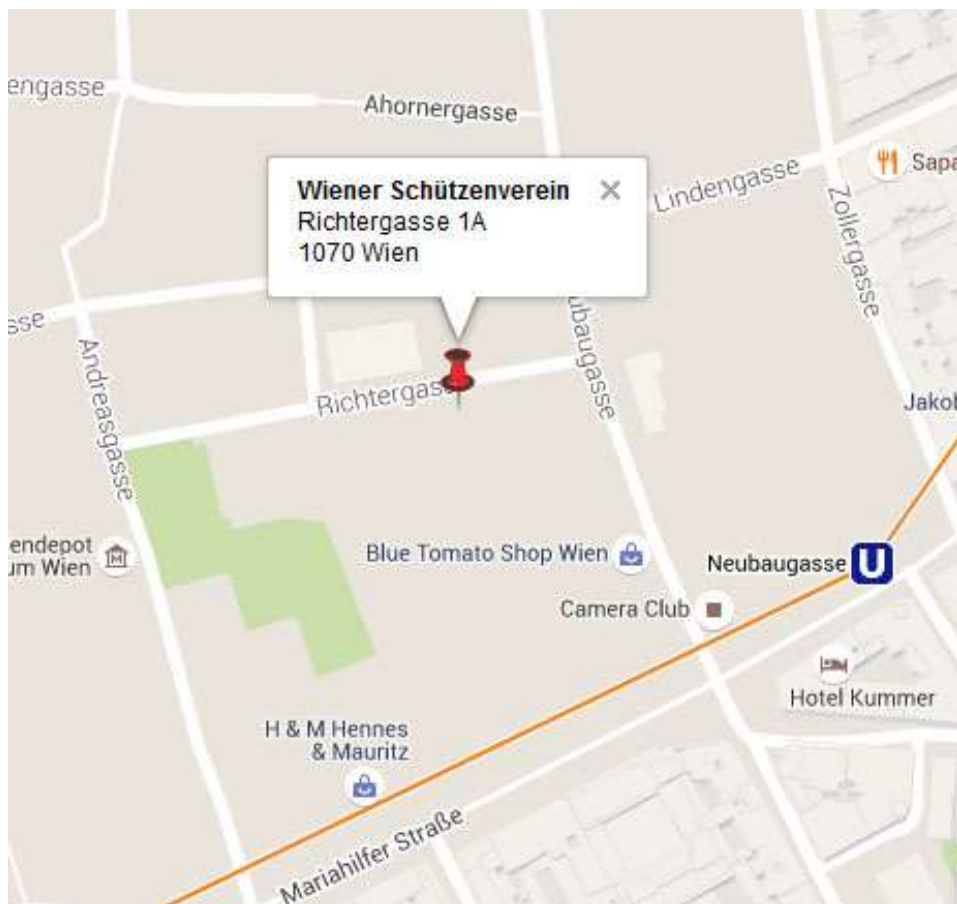 engasse
Ahornergasse
Wiener Schützenverein
Richtergasse 1A
1070 Wien
Lindengasse
Sapa
Zollergasse
sse
ubaugasse
Andreasgasse
Richtergass
Jakob
endepot
um Wien
Blue Tomato Shop Wien
Neubaugasse
U
Camera Club
Hotel Kummer
H & M Hennes
& Mauritz
Mariahilfer Straße